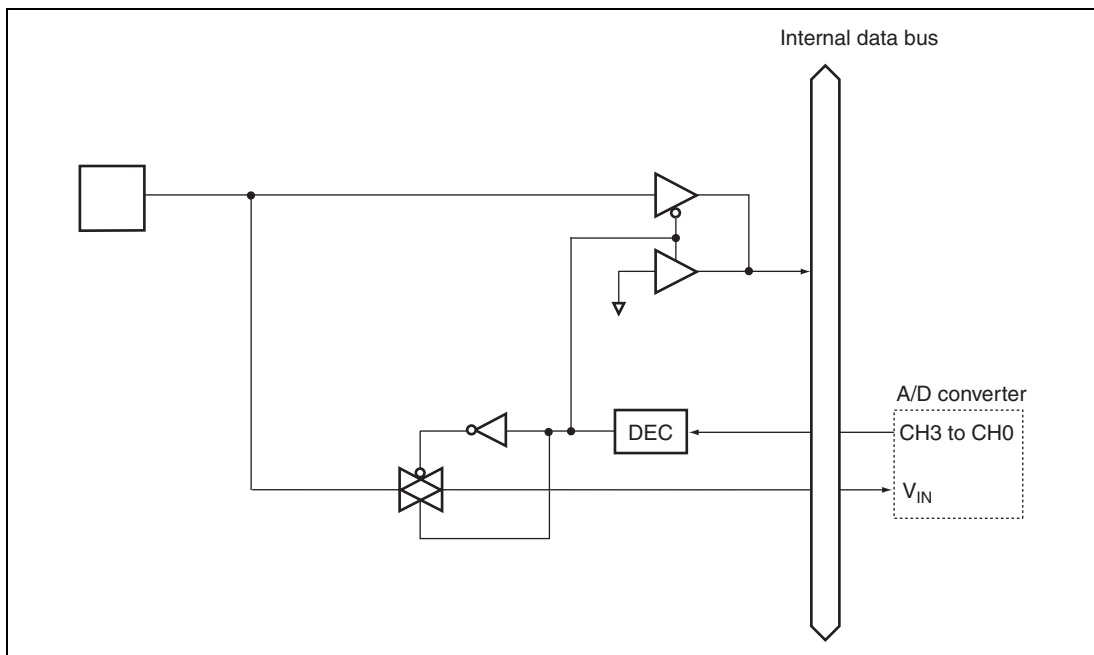 Internal data bus
A/D converter
DEC
CH3 to CH0
VIN